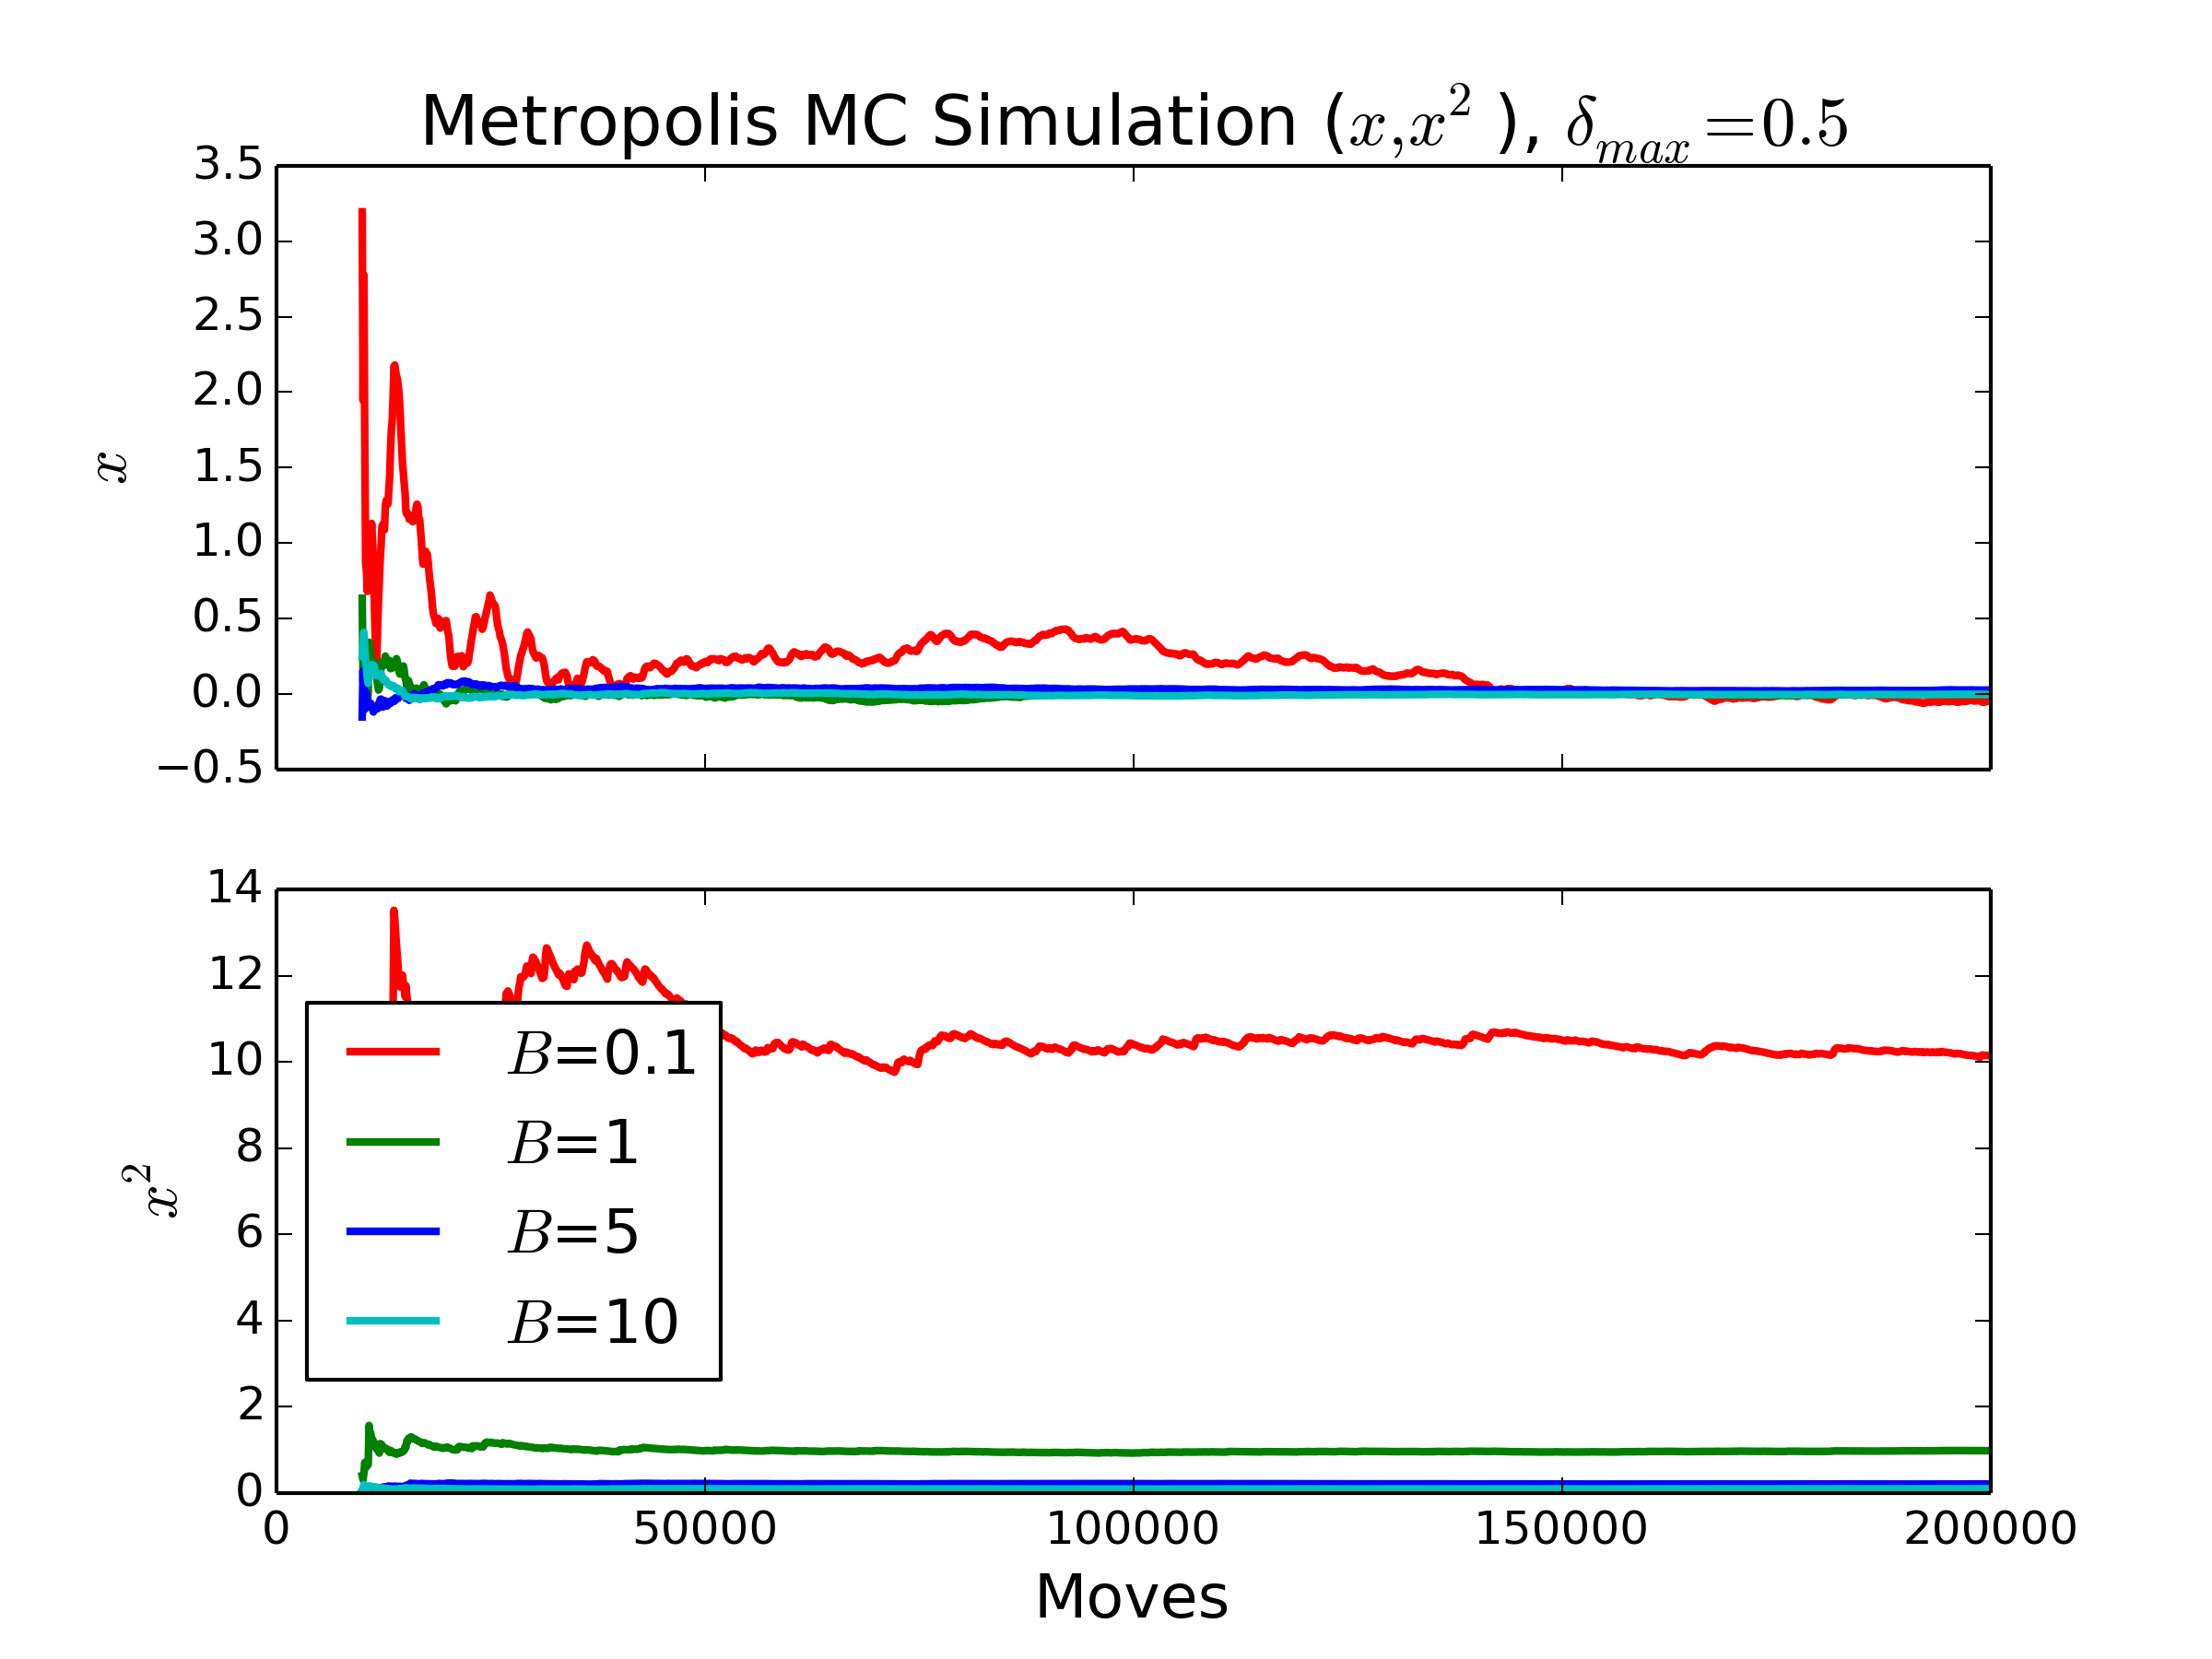 Metropolis MC Simulation (x,x²), δmax=0.5
3.5
3.0
2.5
2.0
1.5
1.0
0.5
0.0
−0.5
x
14
12
10
8
6
4
2
0
x²
B=0.1
B=1
B=5
B=10
0 50000 100000 150000 200000
Moves